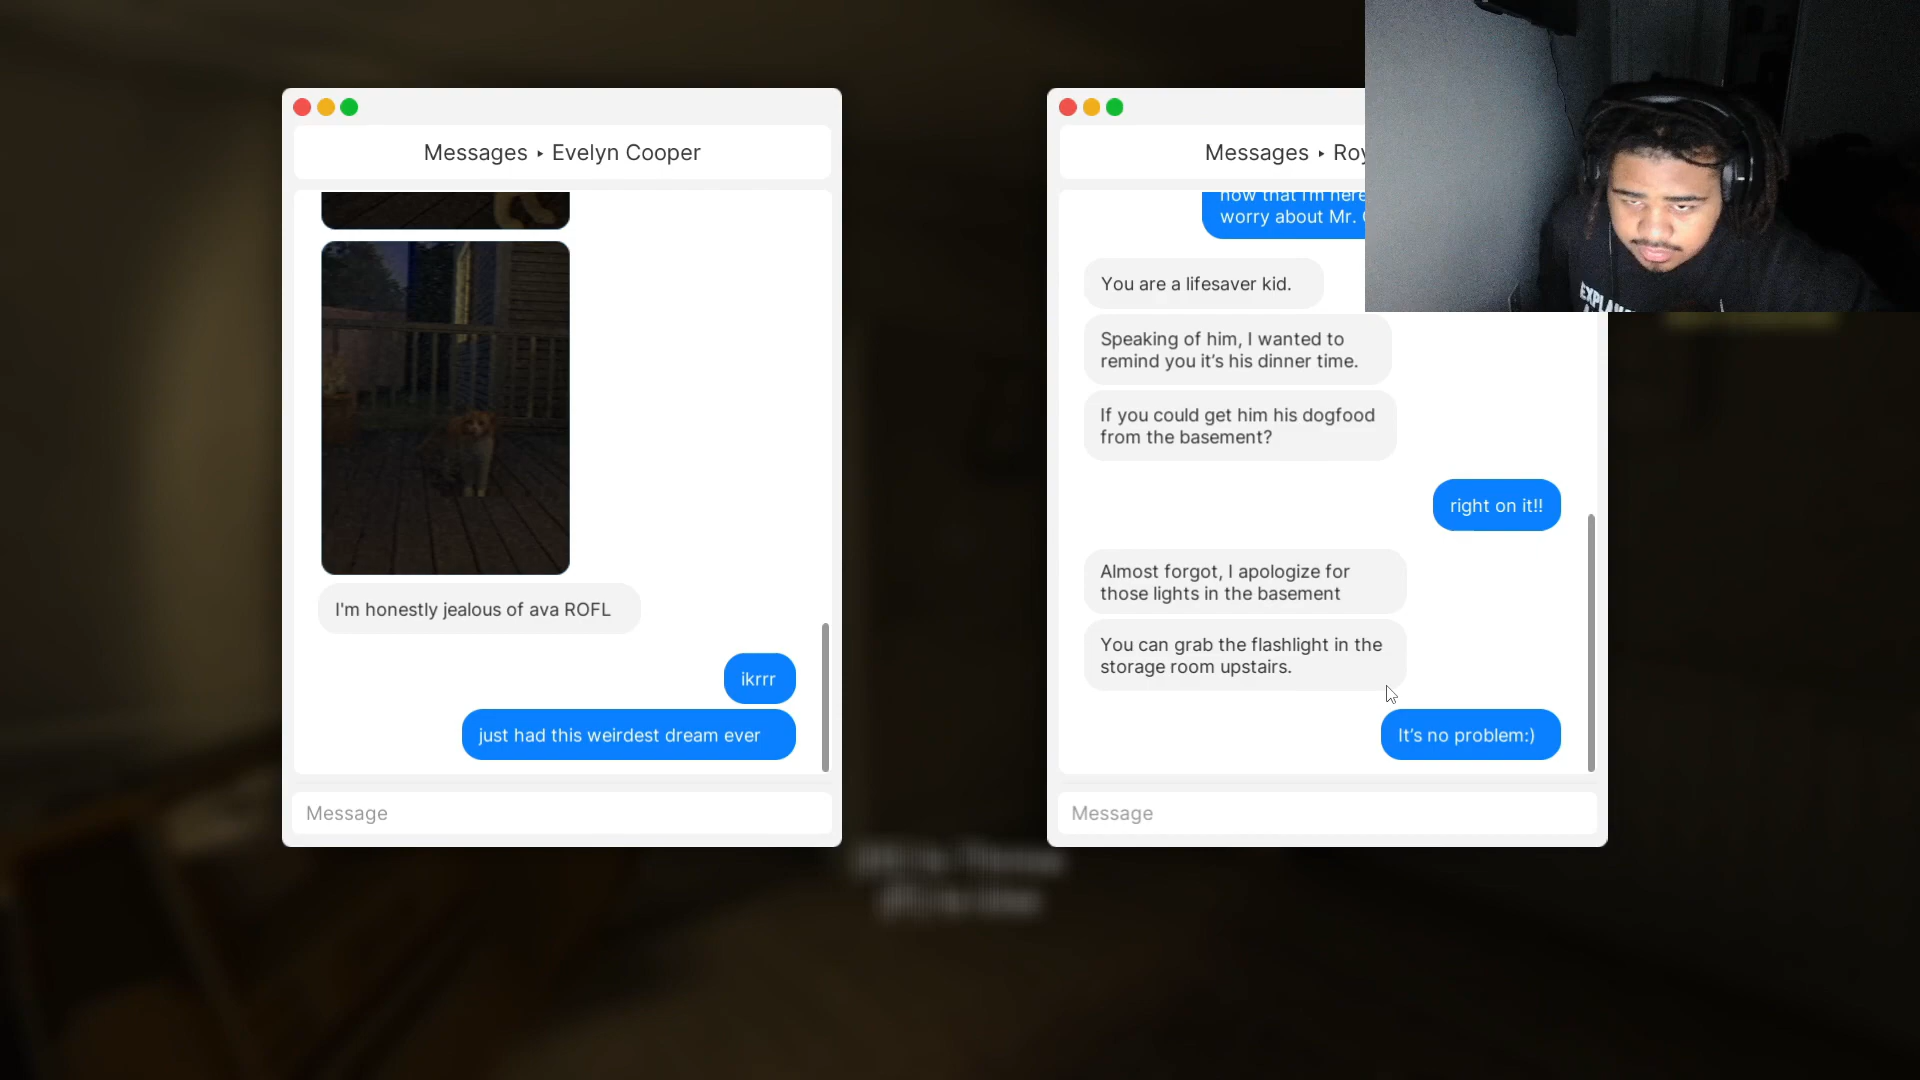 Messages ‣ Evelyn Cooper
I'm honestly jealous of ava ROFL
ikrrr
just had this weirdest dream ever
Message
Messages ‣ Roy
now that I'm here
worry about Mr.
You are a lifesaver kid.
Speaking of him, I wanted to
remind you it's his dinner time.
If you could get him his dogfood
from the basement?
right on it!!
Almost forgot, I apologize for
those lights in the basement
You can grab the flashlight in the
storage room upstairs.
It's no problem:)
Message